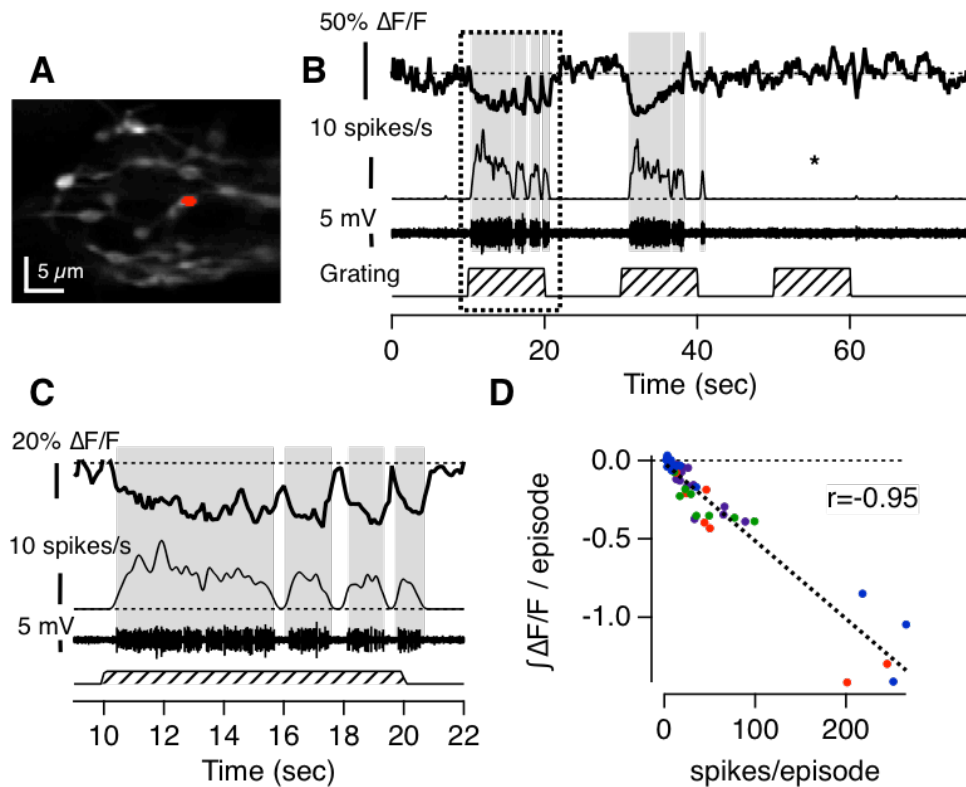 A
5 µm
B
50% ΔF/F
10 spikes/s
*
5 mV
Grating
0 20 40 60
Time (sec)
C
20% ΔF/F
10 spikes/s
5 mV
10 12 14 16 18 20 22
Time (sec)
D
0.0
-0.5
-1.0
∫ΔF/F / episode
r=-0.95
0 100 200
spikes/episode